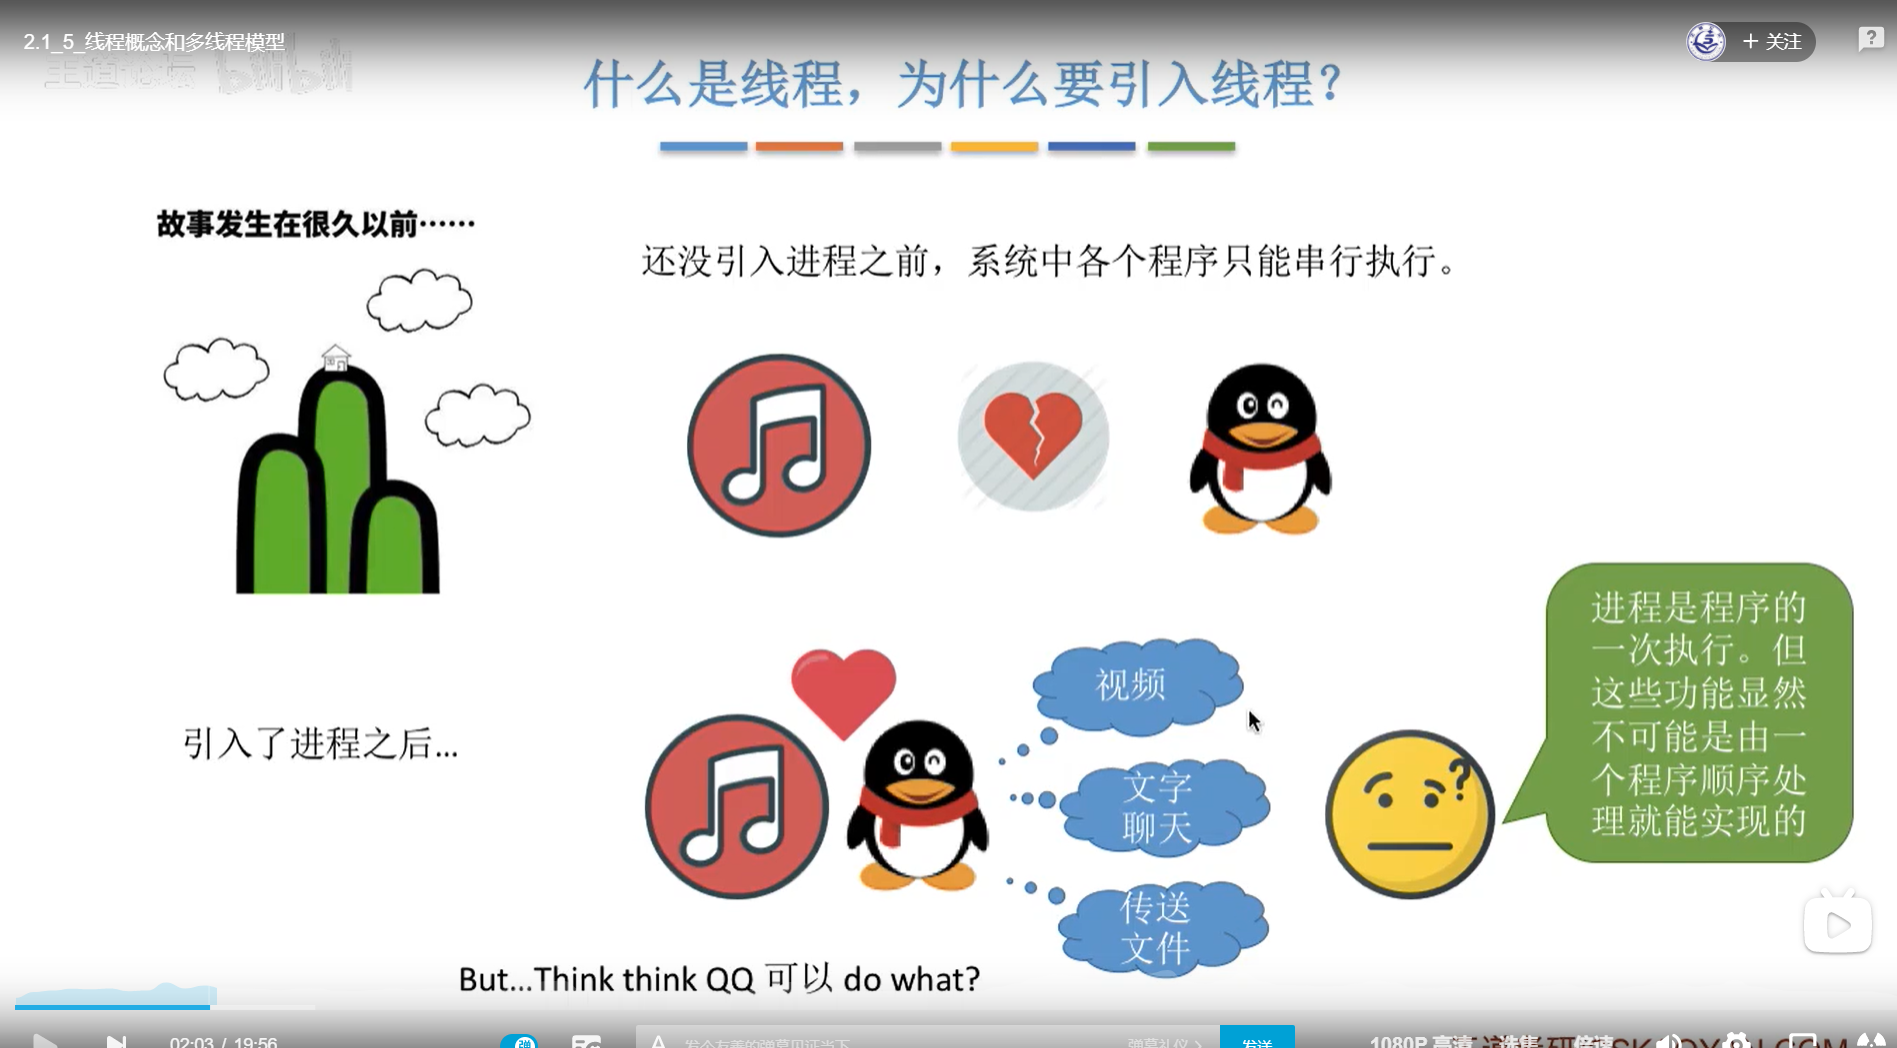 2.1_5_线程概念和多线程模型
王道论坛 bilibili
+ 关注
什么是线程，为什么要引入线程？
故事发生在很久以前……
还没引入进程之前，系统中各个程序只能串行执行。
引入了进程之后...
视频
文字
聊天
传送
文件
进程是程序的
一次执行。但
这些功能显然
不可能是由一
个程序顺序处
理就能实现的
But...Think think QQ 可以 do what?
02:03 / 19:56
弹
发个友善的弹幕见证当下
弹幕礼仪 >
发送
1080P 高清
选集
倍速